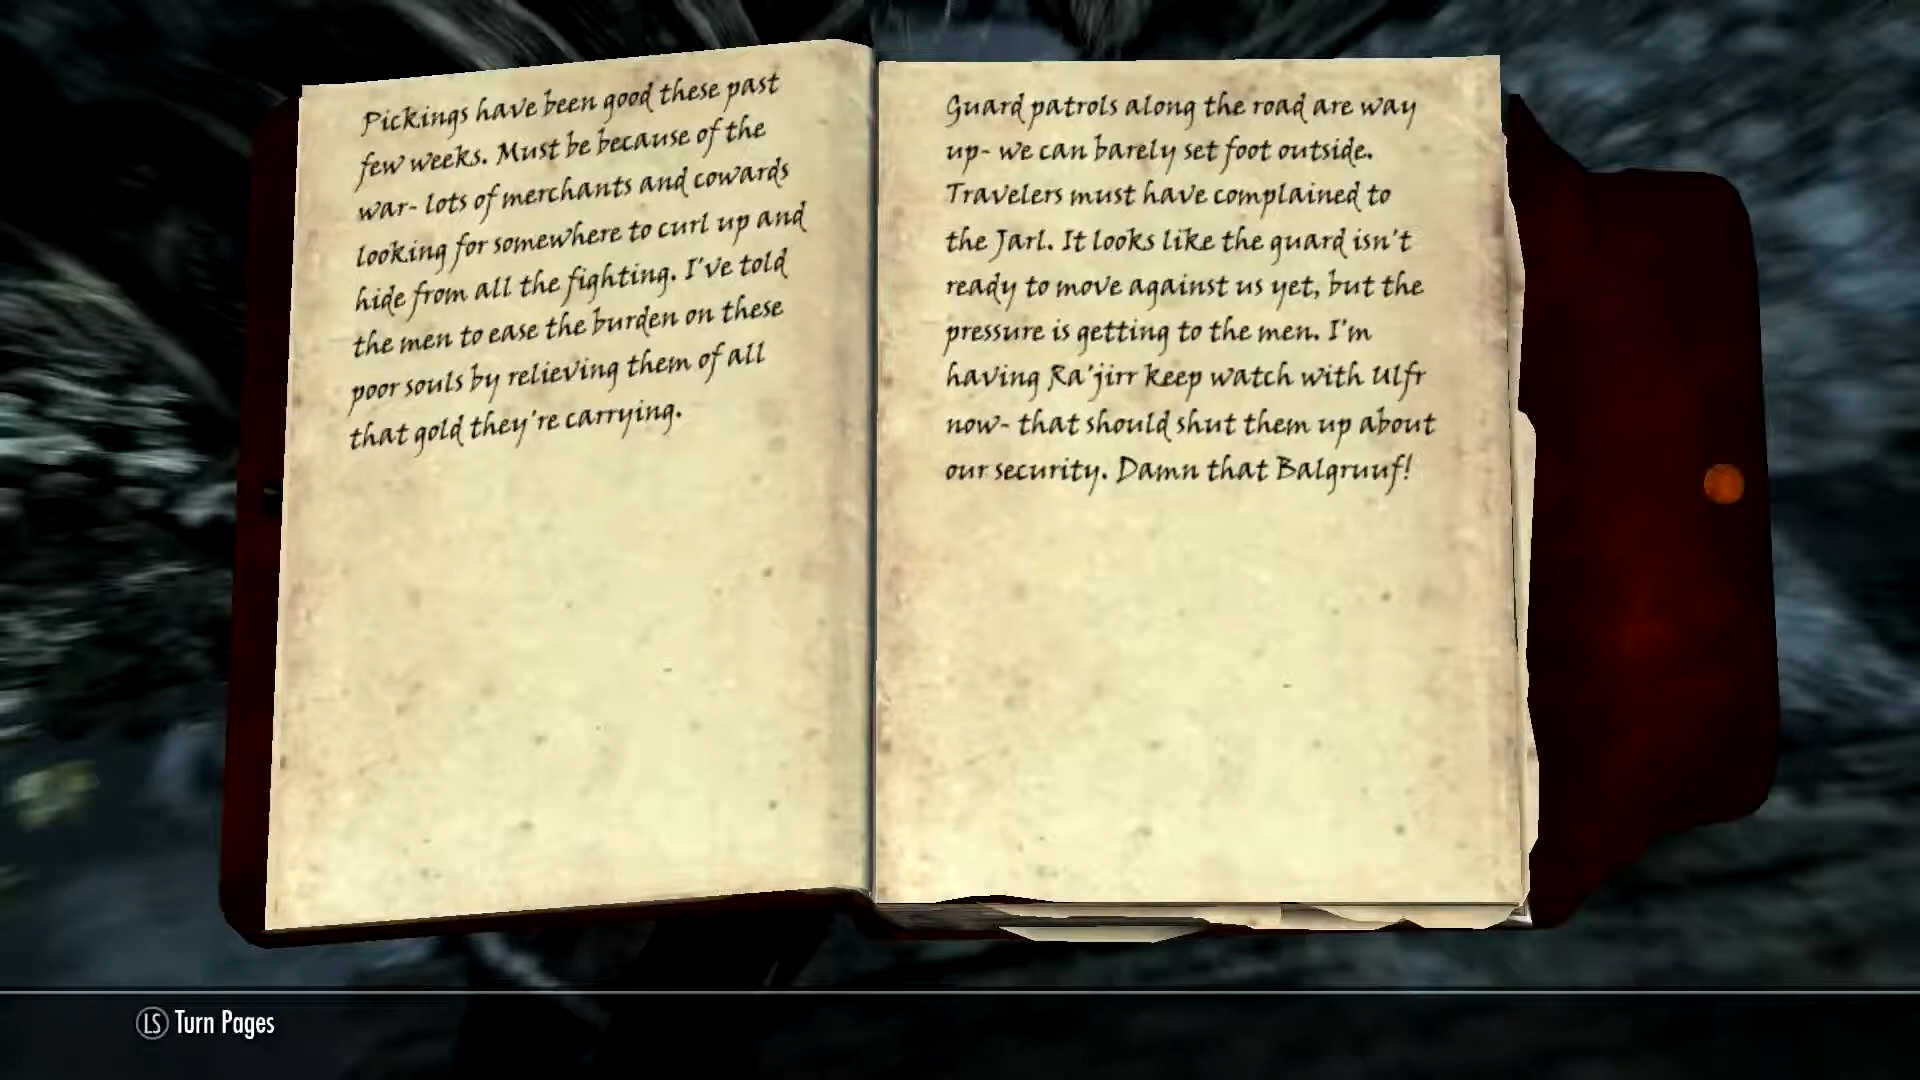 Pickings have been good these past
few weeks. Must be because of the
war- lots of merchants and cowards
looking for somewhere to curl up and
hide from all the fighting. I've told
the men to ease the burden on these
poor souls by relieving them of all
that gold they're carrying.
Guard patrols along the road are way
up- we can barely set foot outside.
Travelers must have complained to
the Jarl. It looks like the guard isn't
ready to move against us yet, but the
pressure is getting to the men. I'm
having Ra'jirr keep watch with Ulfr
now- that should shut them up about
our security. Damn that Balgruuf!
LS Turn Pages